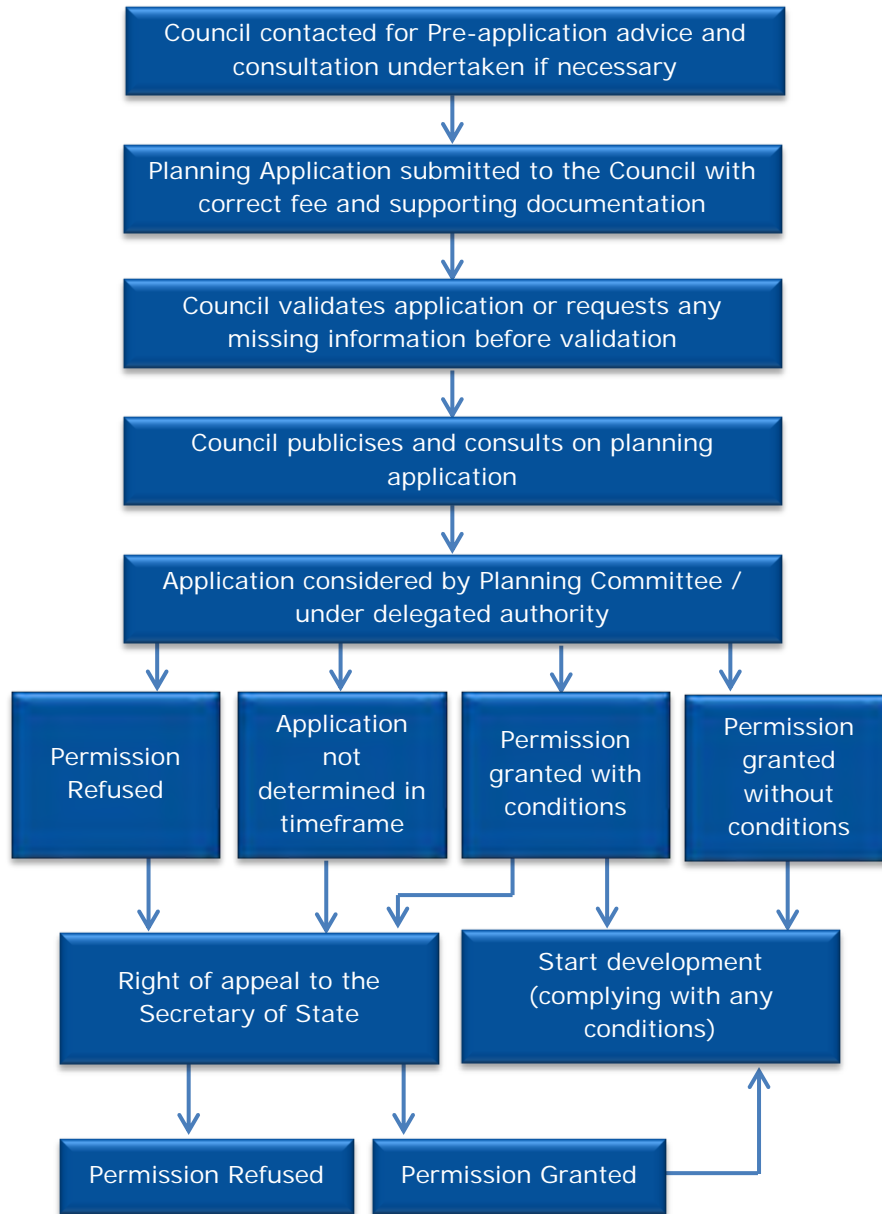 Council contacted for Pre-application advice and
consultation undertaken if necessary
Planning Application submitted to the Council with
correct fee and supporting documentation
Council validates application or requests any
missing information before validation
Council publicises and consults on planning
application
Application considered by Planning Committee /
under delegated authority
Permission
Refused
Application
not
determined in
timeframe
Permission
granted with
conditions
Permission
granted
without
conditions
Right of appeal to the
Secretary of State
Start development
(complying with any
conditions)
Permission Refused
Permission Granted